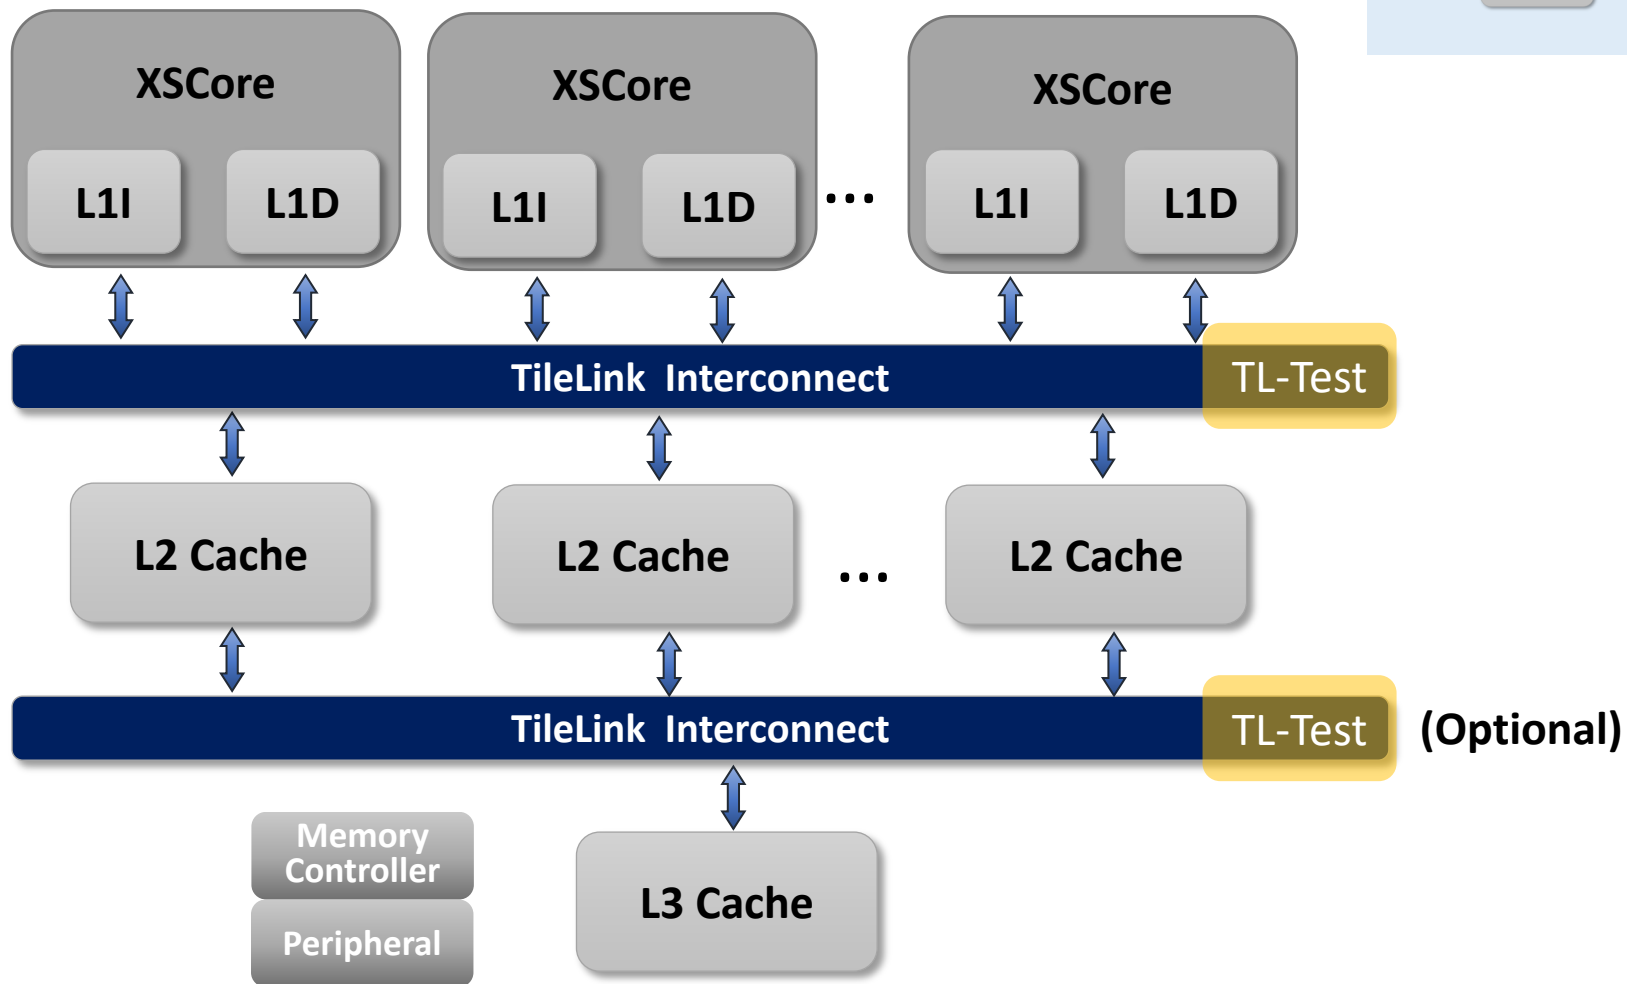 XSCore
XSCore
XSCore
L1I
L1D
L1I
L1D
...
L1I
L1D
TileLink Interconnect
TL-Test
L2 Cache
L2 Cache
...
L2 Cache
TileLink Interconnect
TL-Test
(Optional)
Memory
Controller
L3 Cache
Peripheral